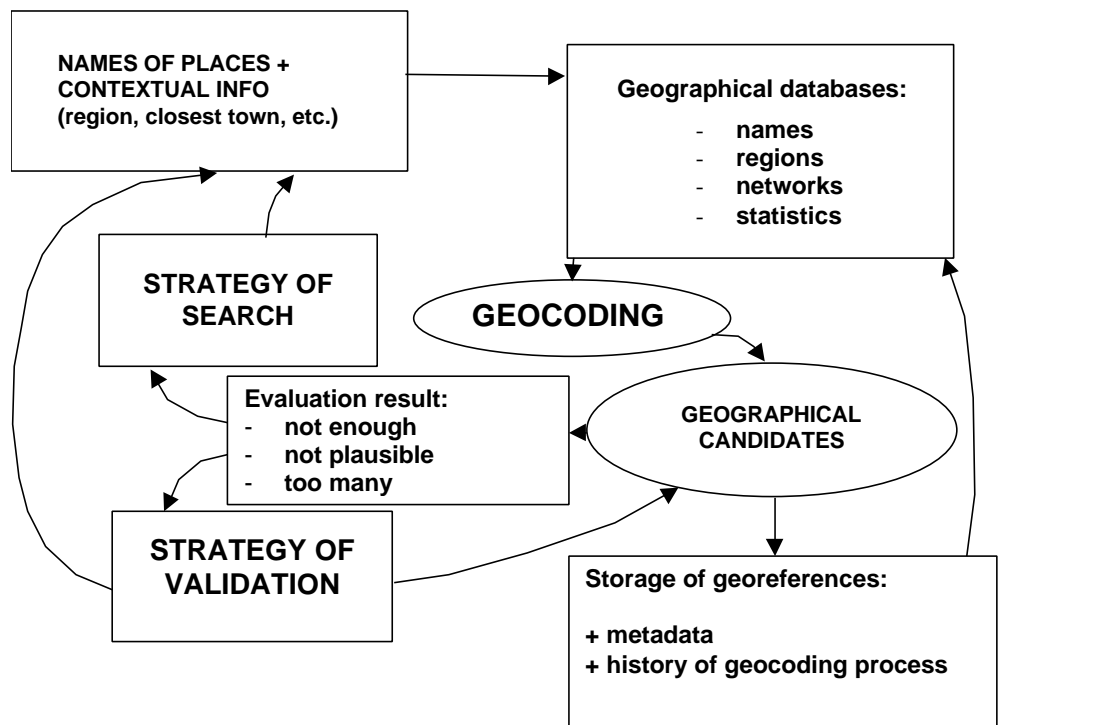 NAMES OF PLACES +
CONTEXTUAL INFO
(region, closest town, etc.)
Geographical databases:
- names
- regions
- networks
- statistics
STRATEGY OF
SEARCH
GEOCODING
Evaluation result:
- not enough
- not plausible
- too many
GEOGRAPHICAL
CANDIDATES
STRATEGY OF
VALIDATION
Storage of georeferences:
+ metadata
+ history of geocoding process